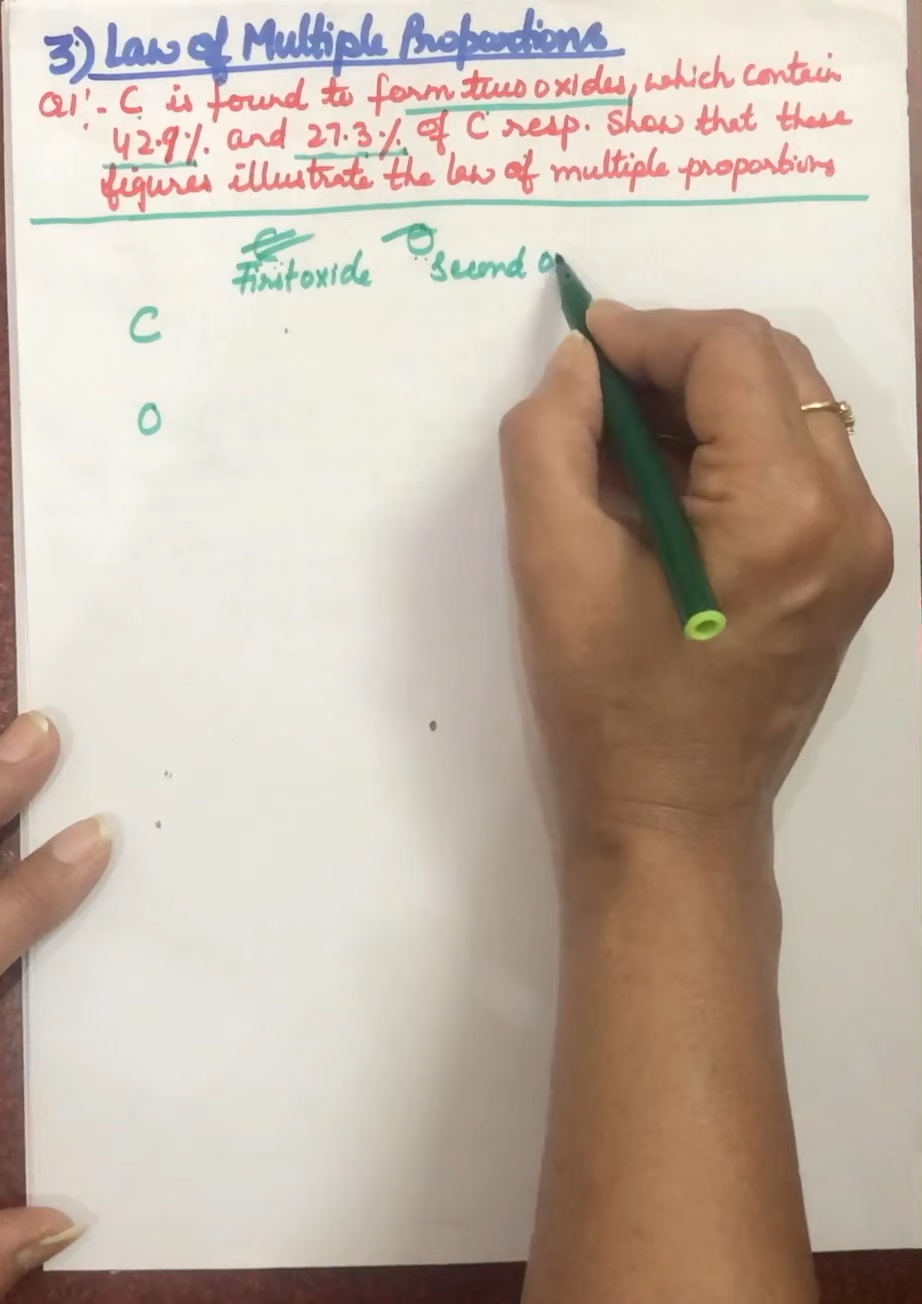 3) Law of Multiple Proportions
Q1:- C is found to form two oxides, which contain
42.9%. and 27.3% of C resp. Show that these
figures illustrate the law of multiple proportions
C O
First oxide Second o
C
O